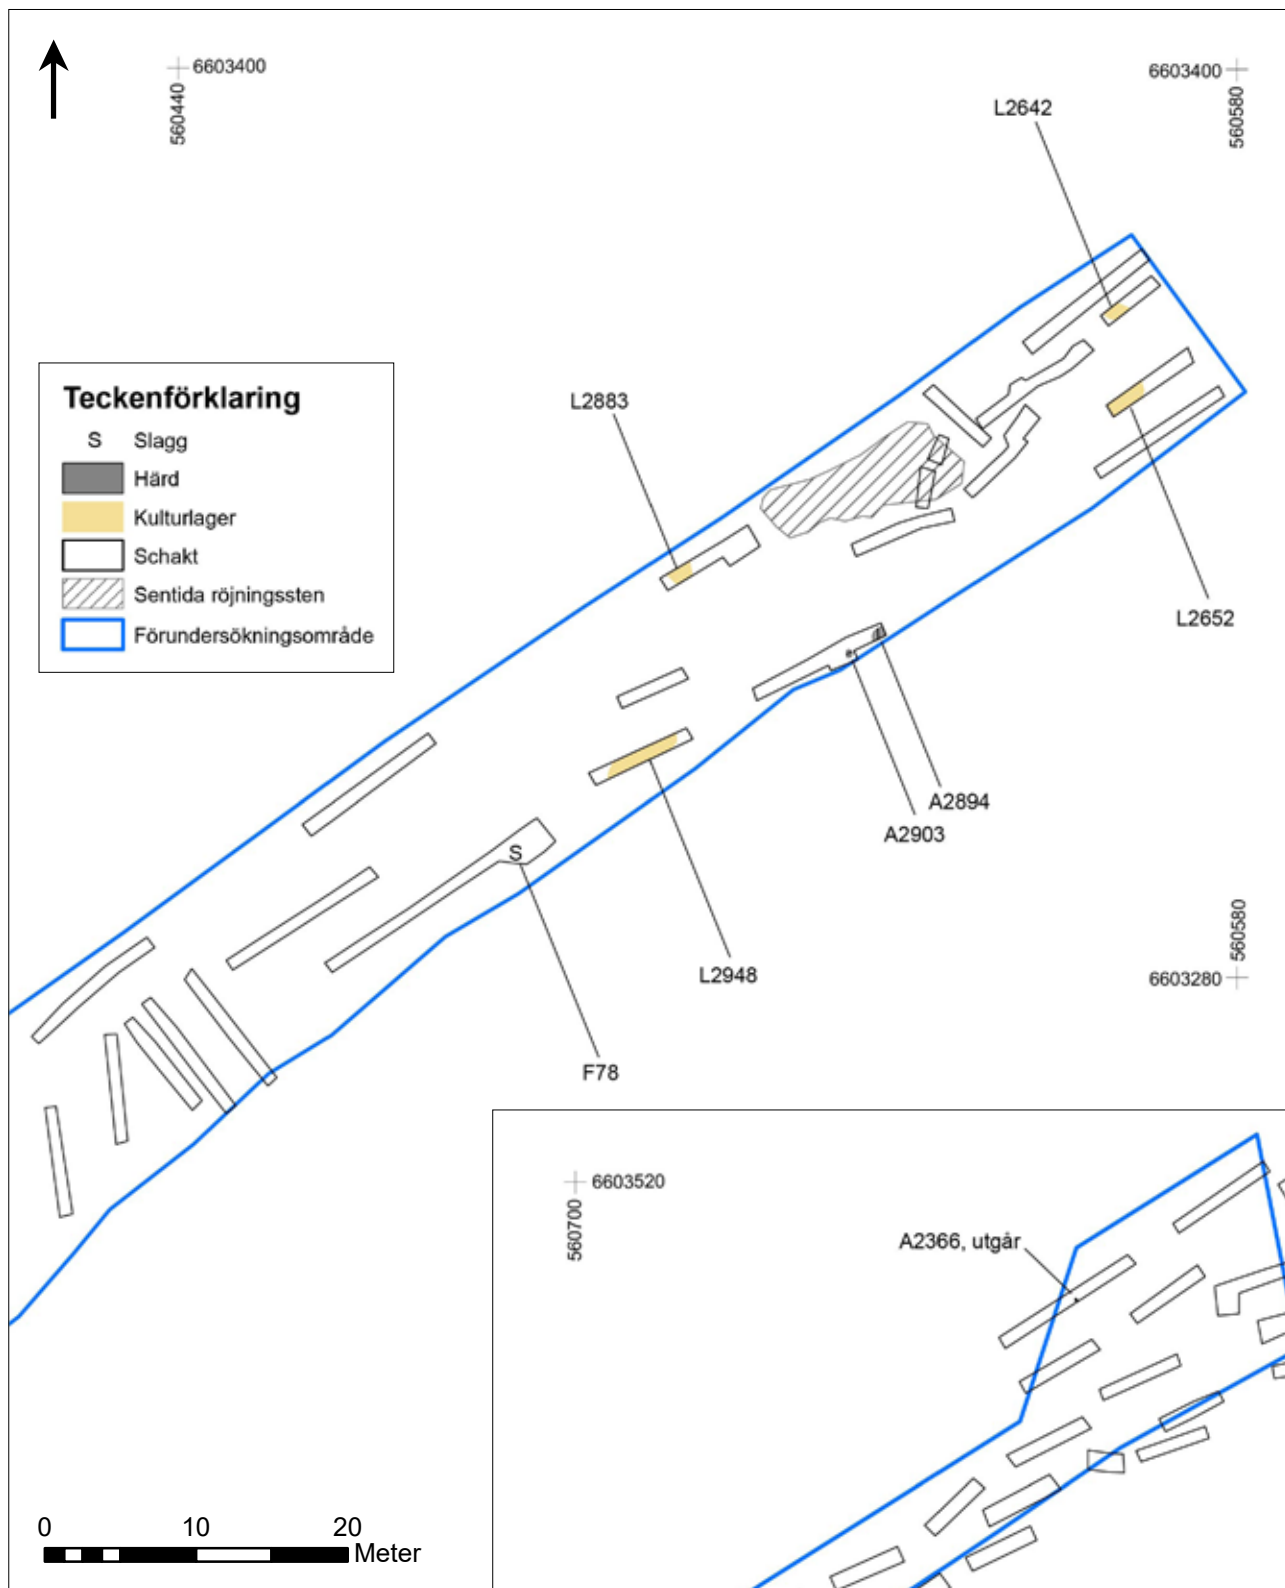 6603400
560440
6603400
560580
L2642
Teckenförklaring
S Slagg
Härd
Kulturlager
Schakt
Sentida röjningssten
Förundersökningsområde
L2883
L2652
A2894
A2903
S
L2948
F78
560580
6603280
6603520
560700
A2366, utgår
0 10 20
Meter